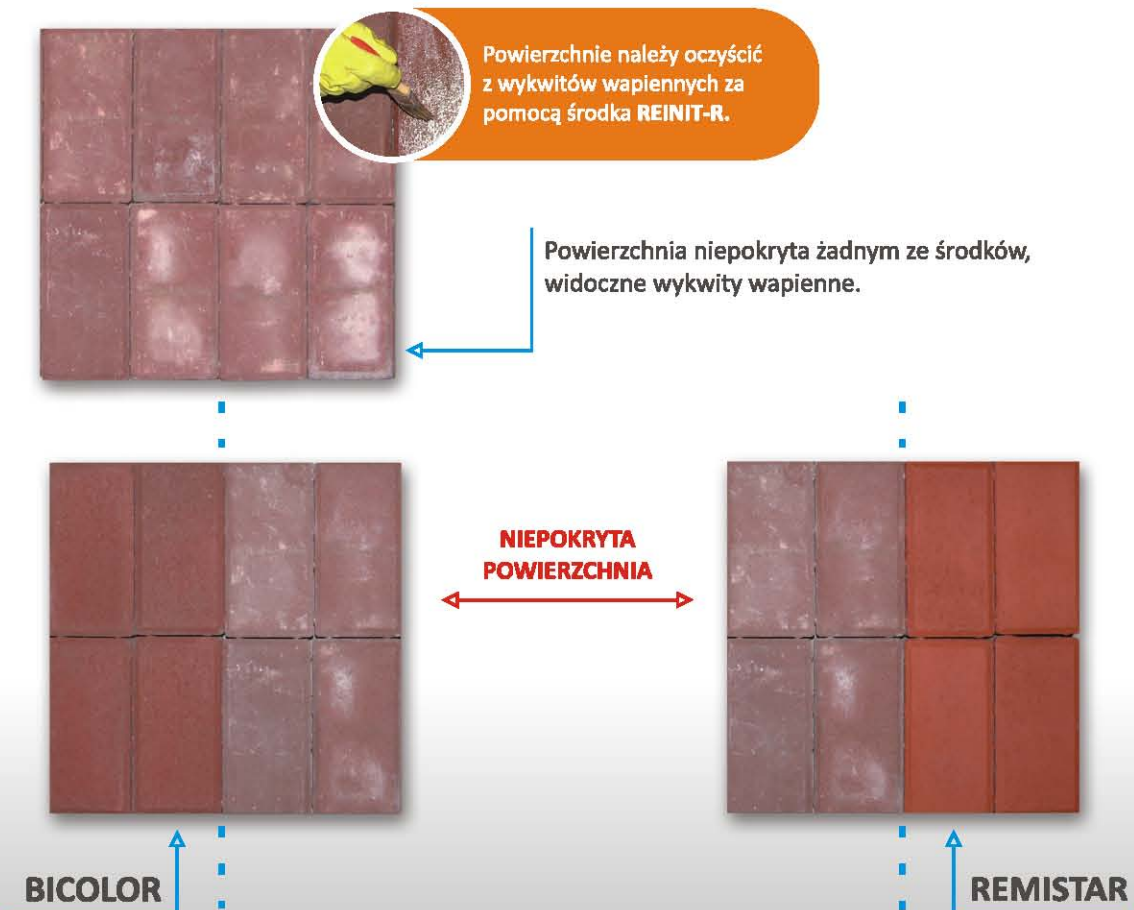 Powierzchnie należy oczyścić
z wykwitów wapiennych za
pomocą środka REINIT-R.
Powierzchnia niepokryta żadnym ze środków,
widoczne wykwity wapienne.
NIEPOKRYTA
POWIERZCHNIA
BICOLOR
REMISTAR